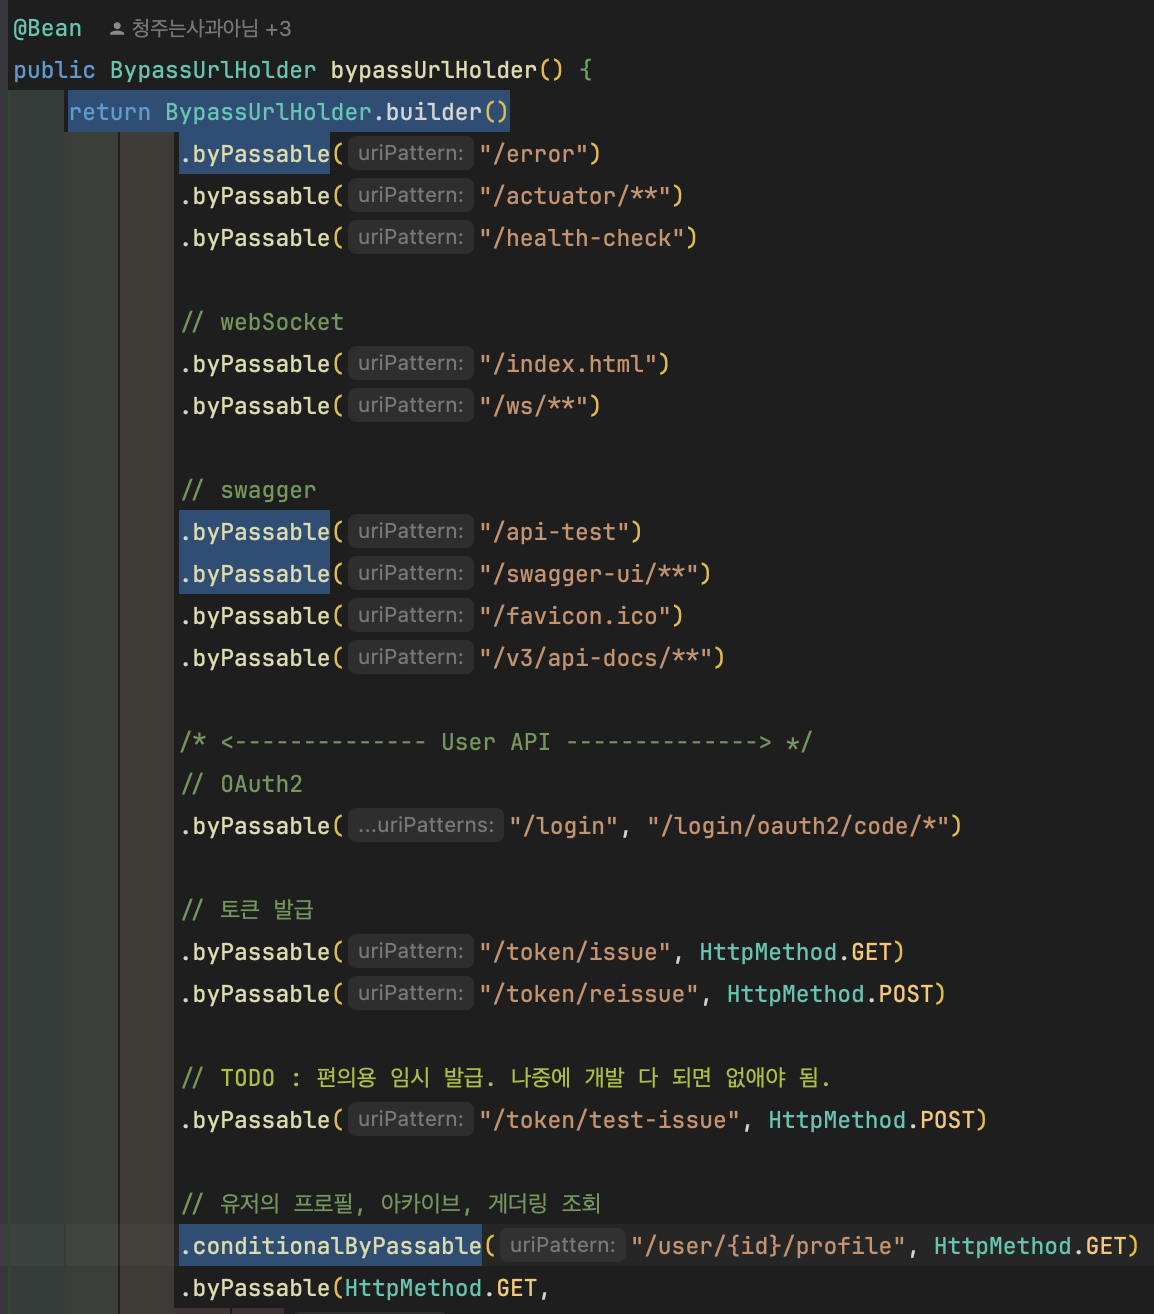 @Bean 청주는사과아님 +3
public BypassUrlHolder bypassUrlHolder() {
return BypassUrlHolder.builder()
.byPassable( uriPattern: "/error")
.byPassable( uriPattern: "/actuator/**")
.byPassable( uriPattern: "/health-check")
// webSocket
.byPassable( uriPattern: "/index.html")
.byPassable( uriPattern: "/ws/**")
// swagger
.byPassable( uriPattern: "/api-test")
.byPassable( uriPattern: "/swagger-ui/**")
.byPassable( uriPattern: "/favicon.ico")
.byPassable( uriPattern: "/v3/api-docs/**")
/* <-------------- User API --------------> */
// OAuth2
.byPassable( ...uriPatterns: "/login", "/login/oauth2/code/*")
// 토큰 발급
.byPassable( uriPattern: "/token/issue", HttpMethod.GET)
.byPassable( uriPattern: "/token/reissue", HttpMethod.POST)
// TODO : 편의용 임시 발급. 나중에 개발 다 되면 없애야 됨.
.byPassable( uriPattern: "/token/test-issue", HttpMethod.POST)
// 유저의 프로필, 아카이브, 게더링 조회
.conditionalByPassable( uriPattern: "/user/{id}/profile", HttpMethod.GET)
.byPassable(HttpMethod.GET,